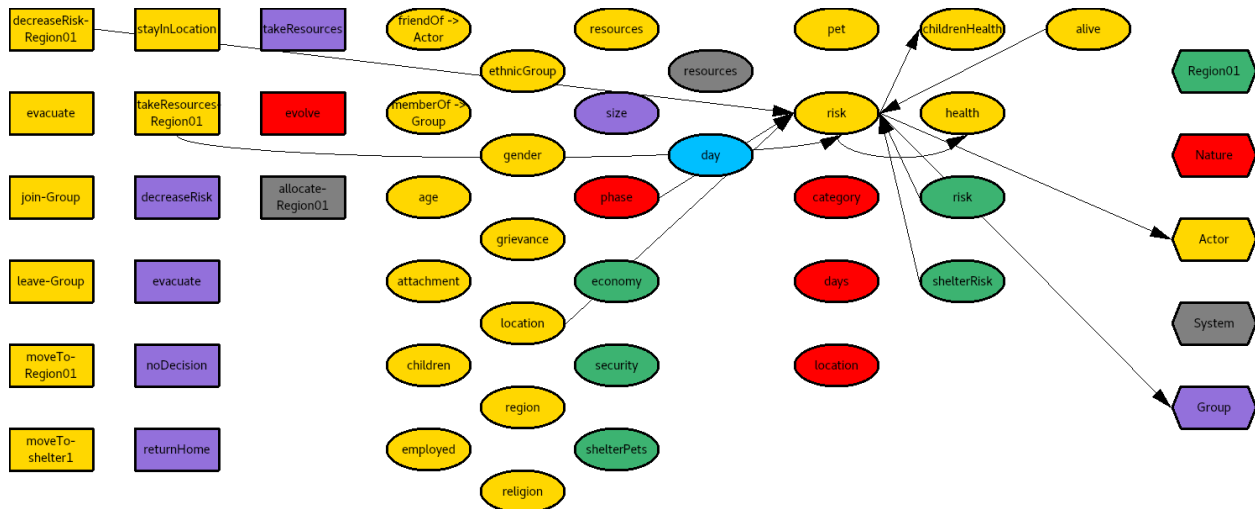 decreaseRisk-
Region01
stayInLocation
takeResources
friendOf ->
Actor
resources
pet
childrenHealth
alive
ethnicGroup
resources
Region01
evacuate
takeResources-
Region01
evolve
memberOf ->
Group
size
risk
health
gender
day
Nature
join-Group
decreaseRisk
allocate-
Region01
age
phase
category
risk
grievance
Actor
leave-Group
evacuate
attachment
economy
days
shelterRisk
location
System
moveTo-
Region01
noDecision
children
security
location
region
Group
moveTo-
shelter1
returnHome
employed
shelterPets
religion